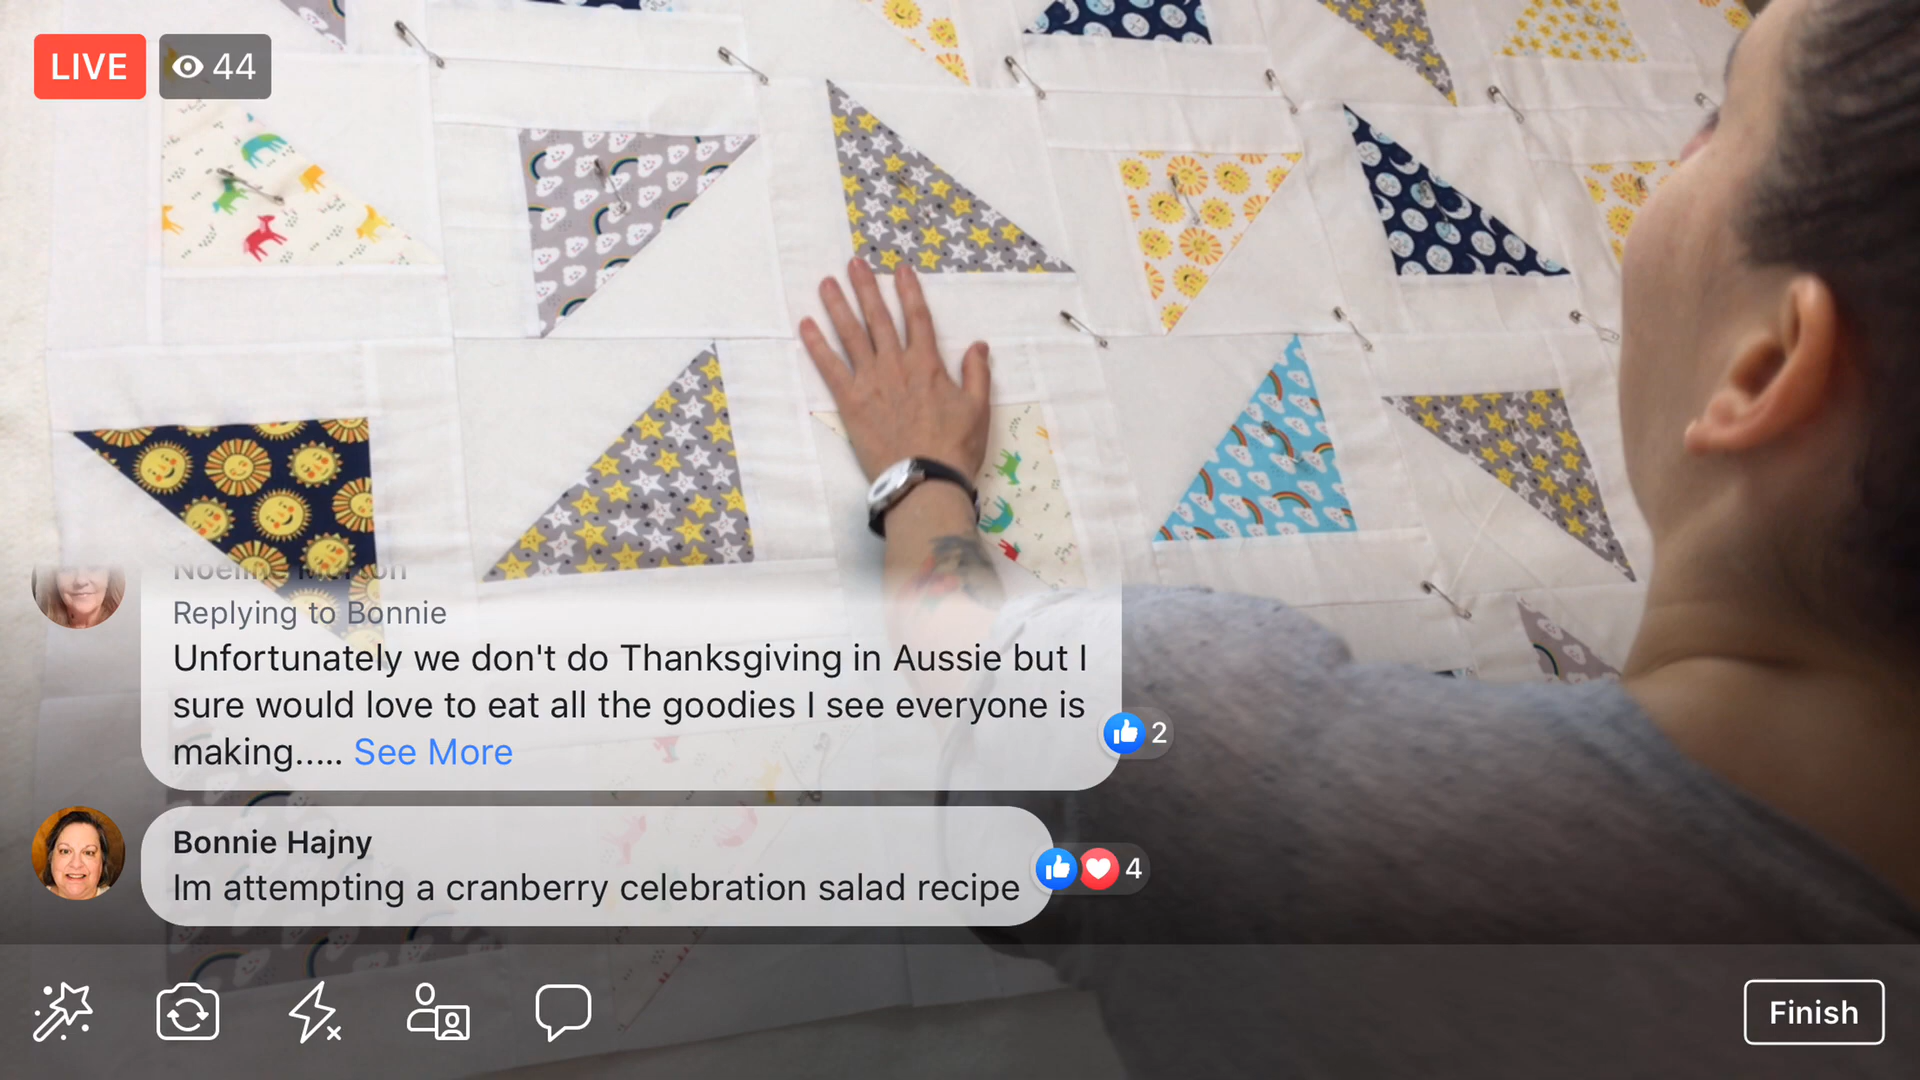 LIVE 44
Replying to Bonnie
Unfortunately we don't do Thanksgiving in Aussie but I
sure would love to eat all the goodies I see everyone is
making..... See More
2
Bonnie Hajny
Im attempting a cranberry celebration salad recipe
4
Finish